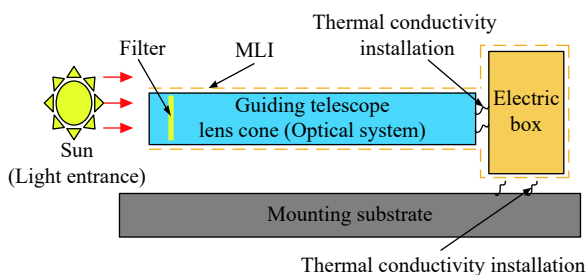 Thermal conductivity
installation
Filter
MLI
Guiding telescope
lens cone (Optical system)
Electric
box
Sun
(Light entrance)
Mounting substrate
Thermal conductivity installation